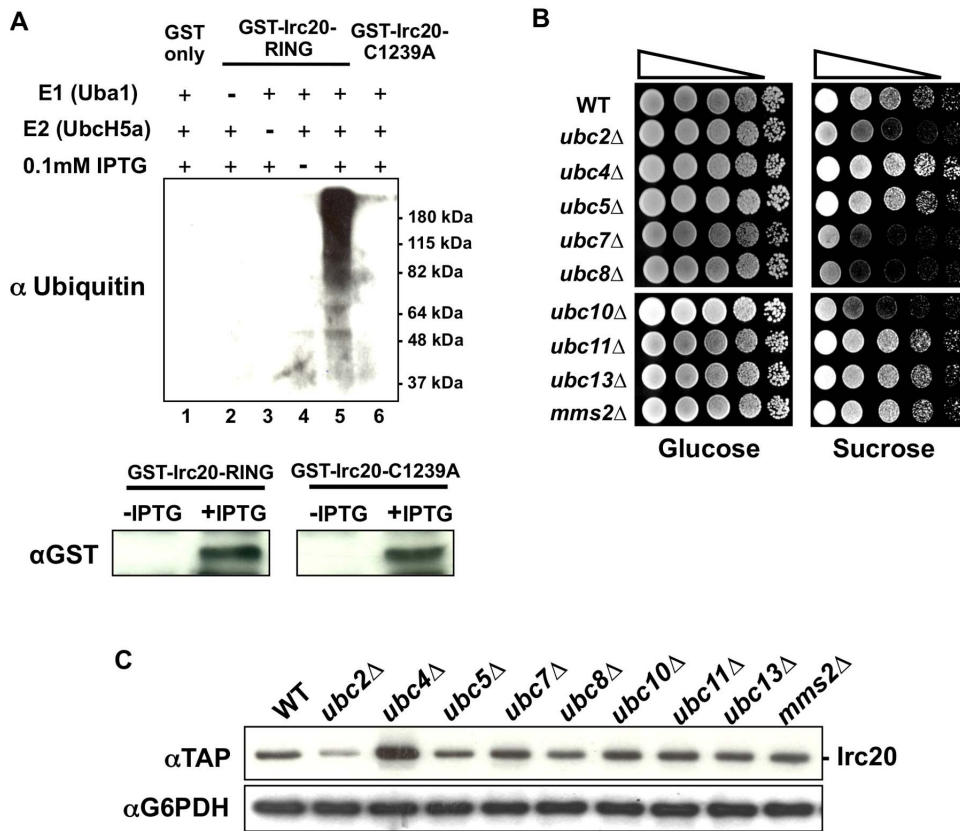 A
GST only
GST-Irc20-RING
GST-Irc20-C1239A
E1 (Uba1) + - + + + +
E2 (UbcH5a) + + - + + +
0.1mM IPTG + + + - + +
α Ubiquitin
- 180 kDa
- 115 kDa
- 82 kDa
- 64 kDa
- 48 kDa
- 37 kDa
1 2 3 4 5 6
GST-Irc20-RING
GST-Irc20-C1239A
-IPTG +IPTG -IPTG +IPTG
αGST
B
WT
ubc2Δ
ubc4Δ
ubc5Δ
ubc7Δ
ubc8Δ
ubc10Δ
ubc11Δ
ubc13Δ
mms2Δ
Glucose Sucrose
C
WT ubc2Δ ubc4Δ ubc5Δ ubc7Δ ubc8Δ ubc10Δ ubc11Δ ubc13Δ mms2Δ
αTAP - Irc20
αG6PDH